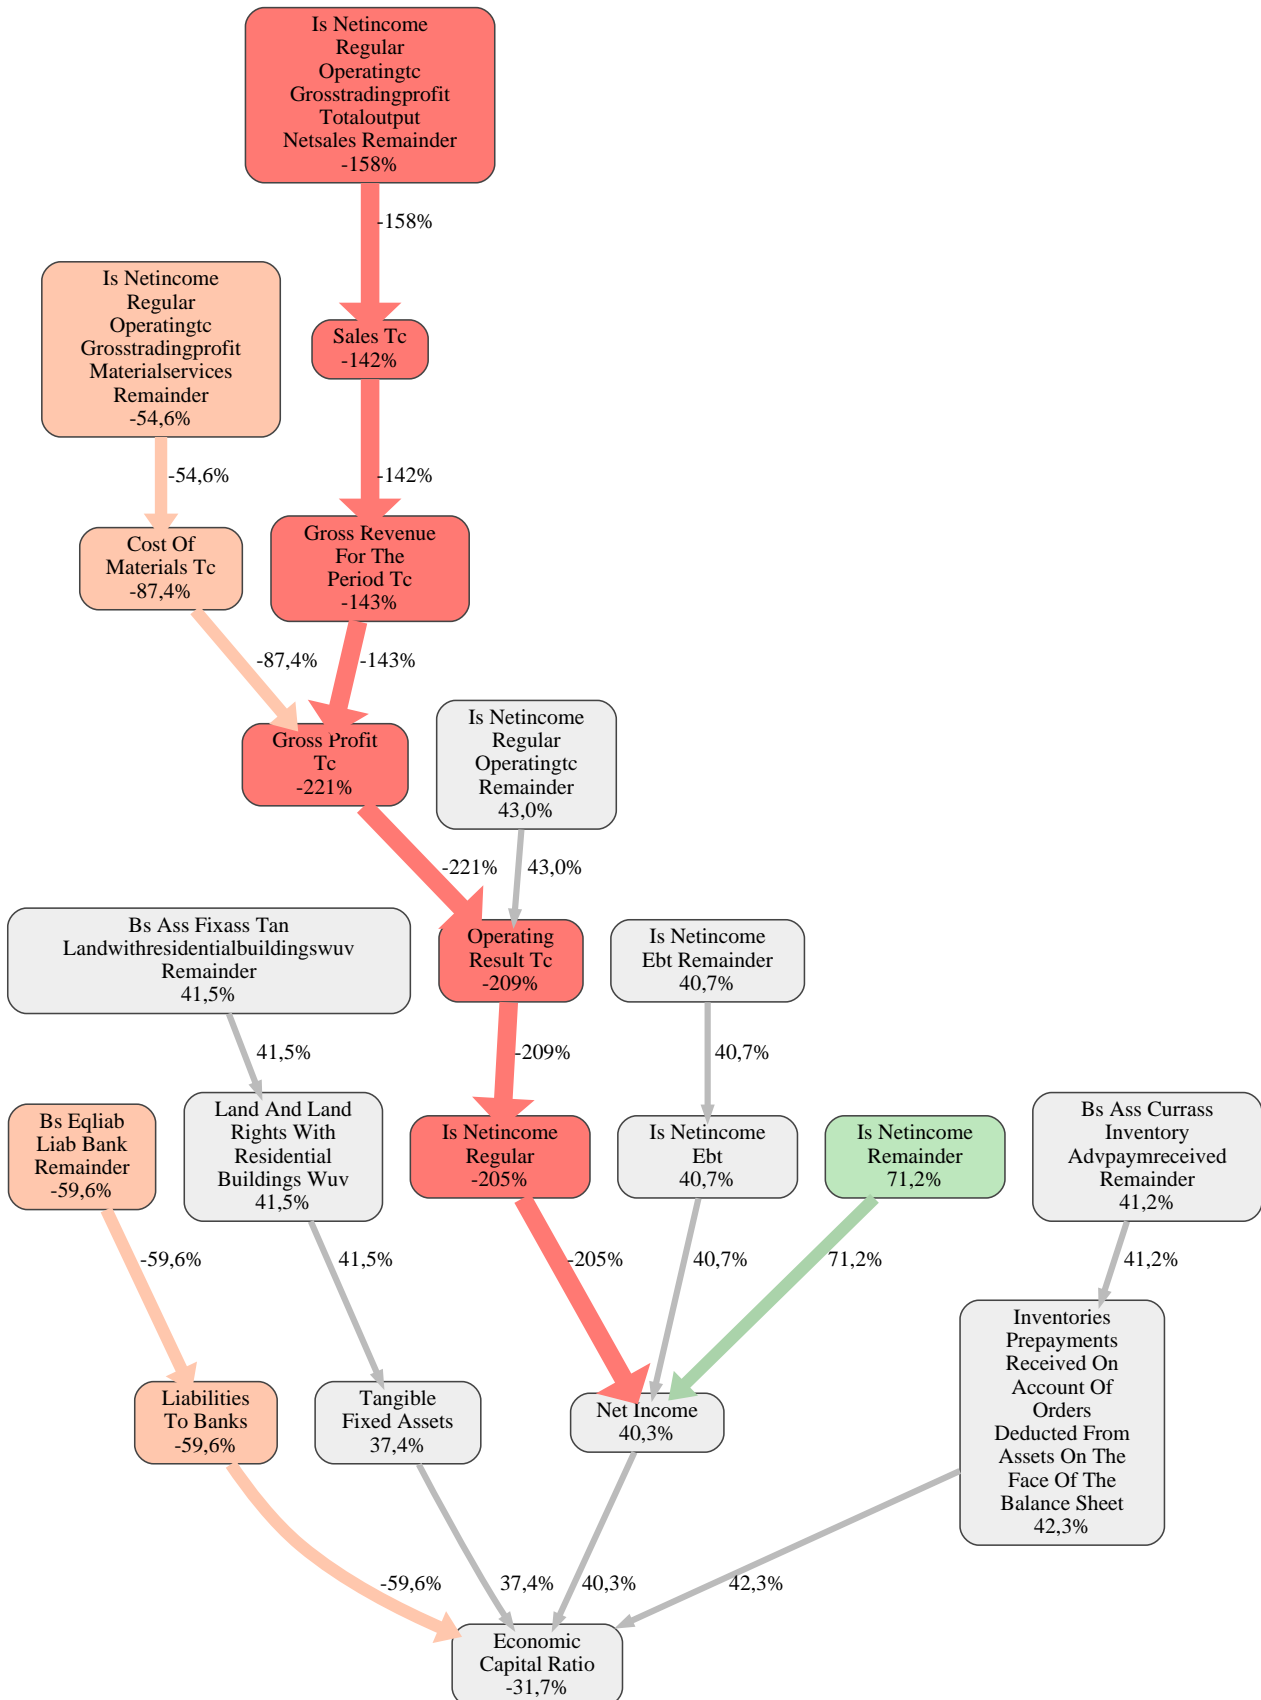 Is Netincome
Regular
Operatingtc
Grosstradingprofit
Totaloutput
Netsales Remainder
-158%
-158%
Is Netincome
Regular
Operatingtc
Grosstradingprofit
Materialservices
Remainder
-54,6%
Sales Tc
-142%
-54,6%
-142%
Cost Of
Materials Tc
-87,4%
Gross Revenue
For The
Period Tc
-143%
-87,4%
-143%
Gross Profit
Tc
-221%
Is Netincome
Regular
Operatingtc
Remainder
43,0%
-221%
43,0%
Bs Ass Fixass Tan
Landwithresidentialbuildingswuv
Remainder
41,5%
Operating
Result Tc
-209%
Is Netincome
Ebt Remainder
40,7%
41,5%
-209%
40,7%
Bs Eqliab
Liab Bank
Remainder
-59,6%
Land And Land
Rights With
Residential
Buildings Wuv
41,5%
Is Netincome
Regular
-205%
Is Netincome
Ebt
40,7%
Is Netincome
Remainder
71,2%
Bs Ass Currass
Inventory
Advpaymreceived
Remainder
41,2%
-59,6%
41,5%
-205%
40,7%
71,2%
41,2%
Liabilities
To Banks
-59,6%
Tangible
Fixed Assets
37,4%
Net Income
40,3%
Inventories
Prepayments
Received On
Account Of
Orders
Deducted From
Assets On The
Face Of The
Balance Sheet
42,3%
-59,6%
37,4%
40,3%
42,3%
Economic
Capital Ratio
-31,7%